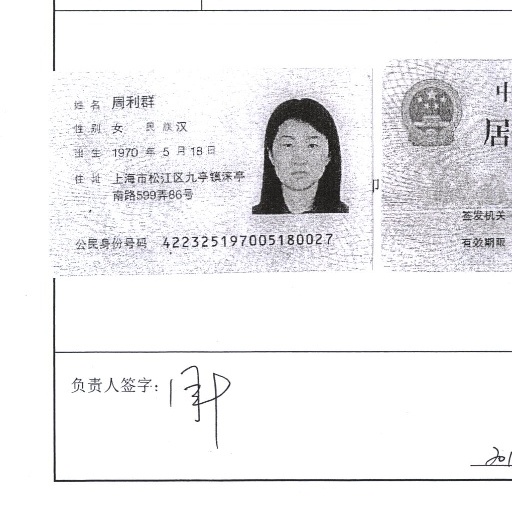 姓名 周利群
性别 女 民族 汉
出生 1970 年 5 月 18 日
住址 上海市松江区九亭镇涞亭
南路599弄86号
公民身份号码 422325197005180027
中
居
签发机关
有效期限
负责人签字:
201